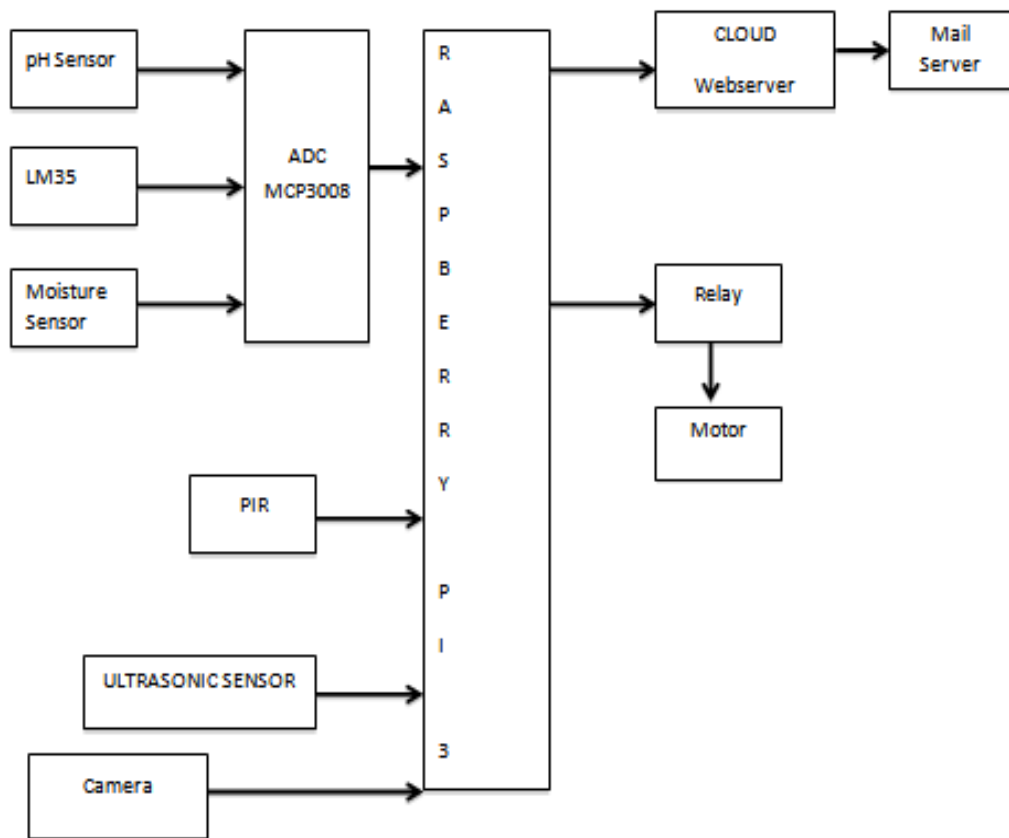 pH Sensor
LM35
Moisture
Sensor
ADC
MCP3008
R
A
S
P
B
E
R
R
Y
P
I
3
CLOUD
Webserver
Mail
Server
Relay
Motor
PIR
ULTRASONIC SENSOR
Camera